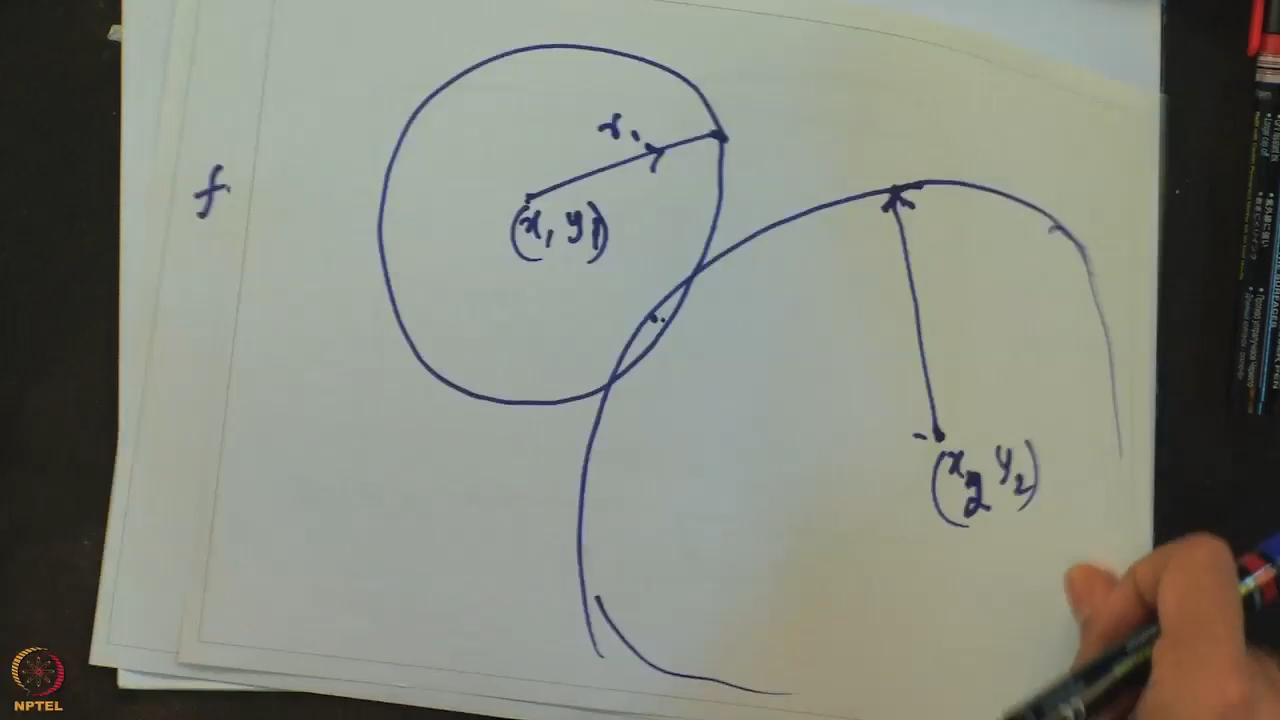 f
r₁
(x₁ y₁)
(x₂ y₂)
NPTEL